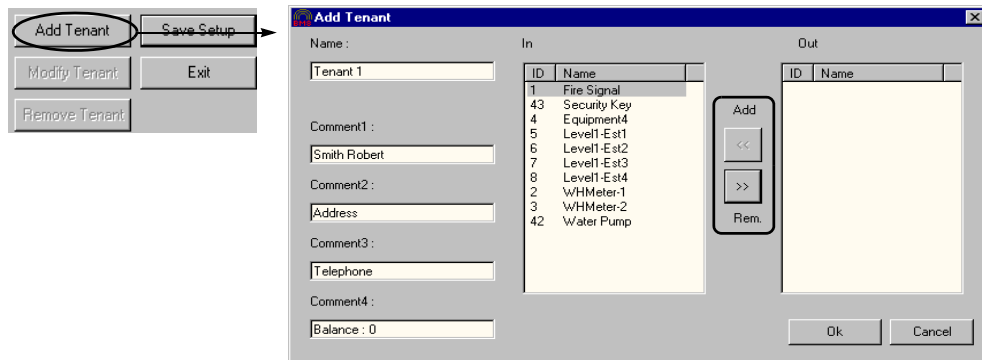 Add Tenant
Save Setup
Modify Tenant
Exit
Remove Tenant
Add Tenant
Name :
Tenant 1
Comment1 :
Smith Robert
Comment2 :
Address
Comment3 :
Telephone
Comment4 :
Balance : 0
In
ID Name
1 Fire Signal
43 Security Key
4 Equipment4
5 Level1-Est1
6 Level1-Est2
7 Level1-Est3
8 Level1-Est4
2 WHMeter-1
3 WHMeter-2
42 Water Pump
Add
<<
>>
Rem.
Out
ID Name
Ok
Cancel